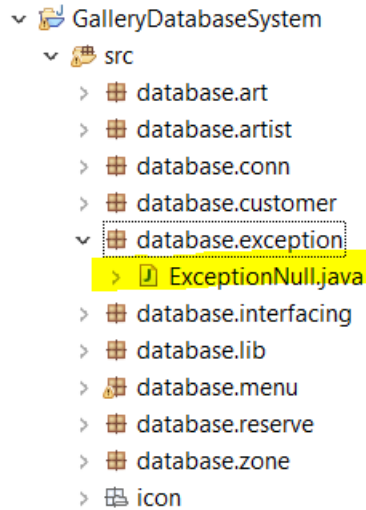 GalleryDatabaseSystem
src
database.art
database.artist
database.conn
database.customer
database.exception
ExceptionNull.java
database.interfacing
database.lib
database.menu
database.reserve
database.zone
icon